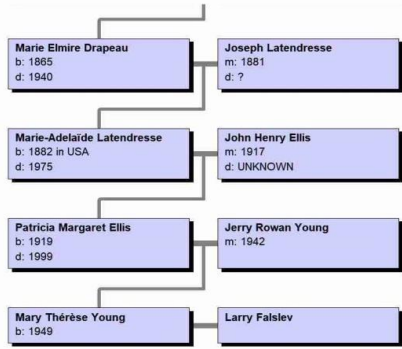 Marie Elmire Drapeau
b: 1865
d: 1940
Joseph Latendresse
m: 1881
d: ?
Marie-Adelaïde Latendresse
b: 1882 in USA
d: 1975
John Henry Ellis
m: 1917
d: UNKNOWN
Patricia Margaret Ellis
b: 1919
d: 1999
Jerry Rowan Young
m: 1942
Mary Thérèse Young
b: 1949
Larry Falslev